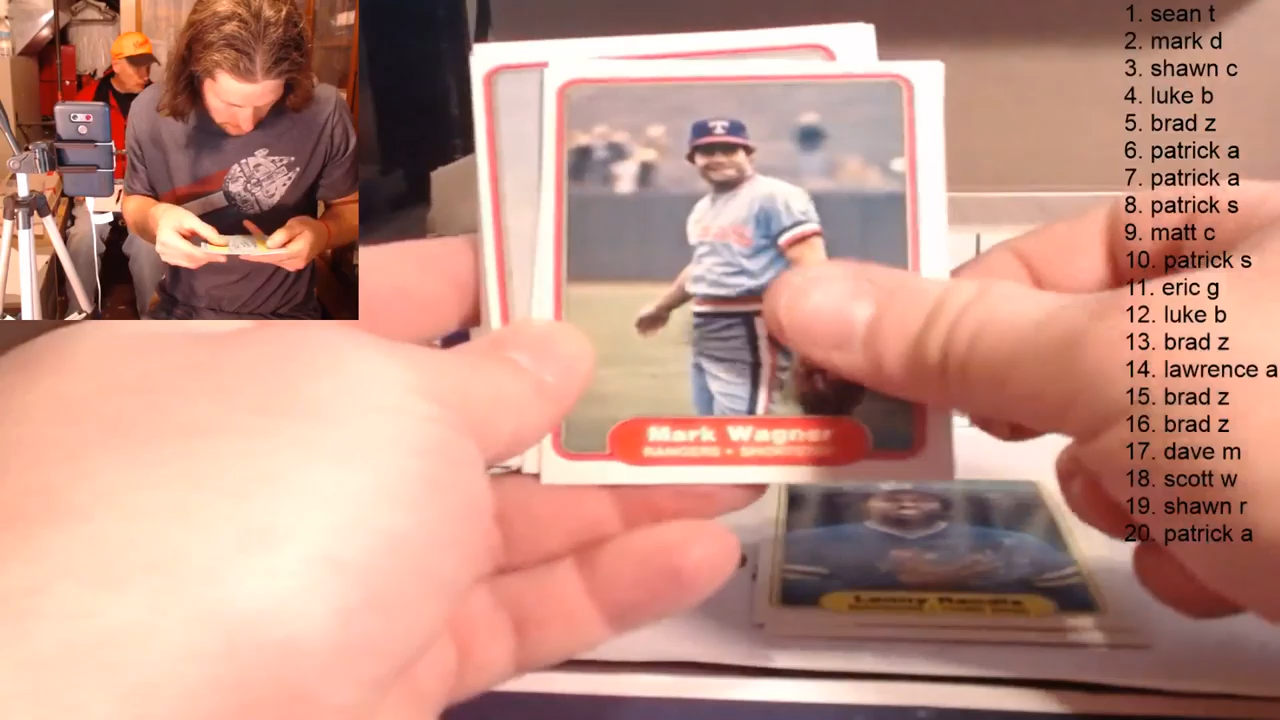 1. sean t
2. mark d
3. shawn c
4. luke b
5. brad z
6. patrick a
7. patrick a
8. patrick s
9. matt c
10. patrick s
11. eric g
12. luke b
13. brad z
14. lawrence a
15. brad z
16. brad z
17. dave m
18. scott w
19. shawn r
20. patrick a
T
Mark Wagner
RANGERS • SHORTSTOP
Lenny Randle